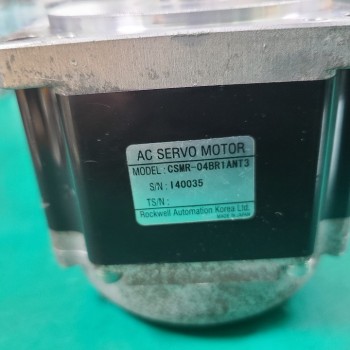 AC SERVO MOTOR
MODEL: CSMR-04BR1ANT3
S/N: I40035
TS/N:
Rockwell Automation Korea Ltd.
MADE IN JAPAN